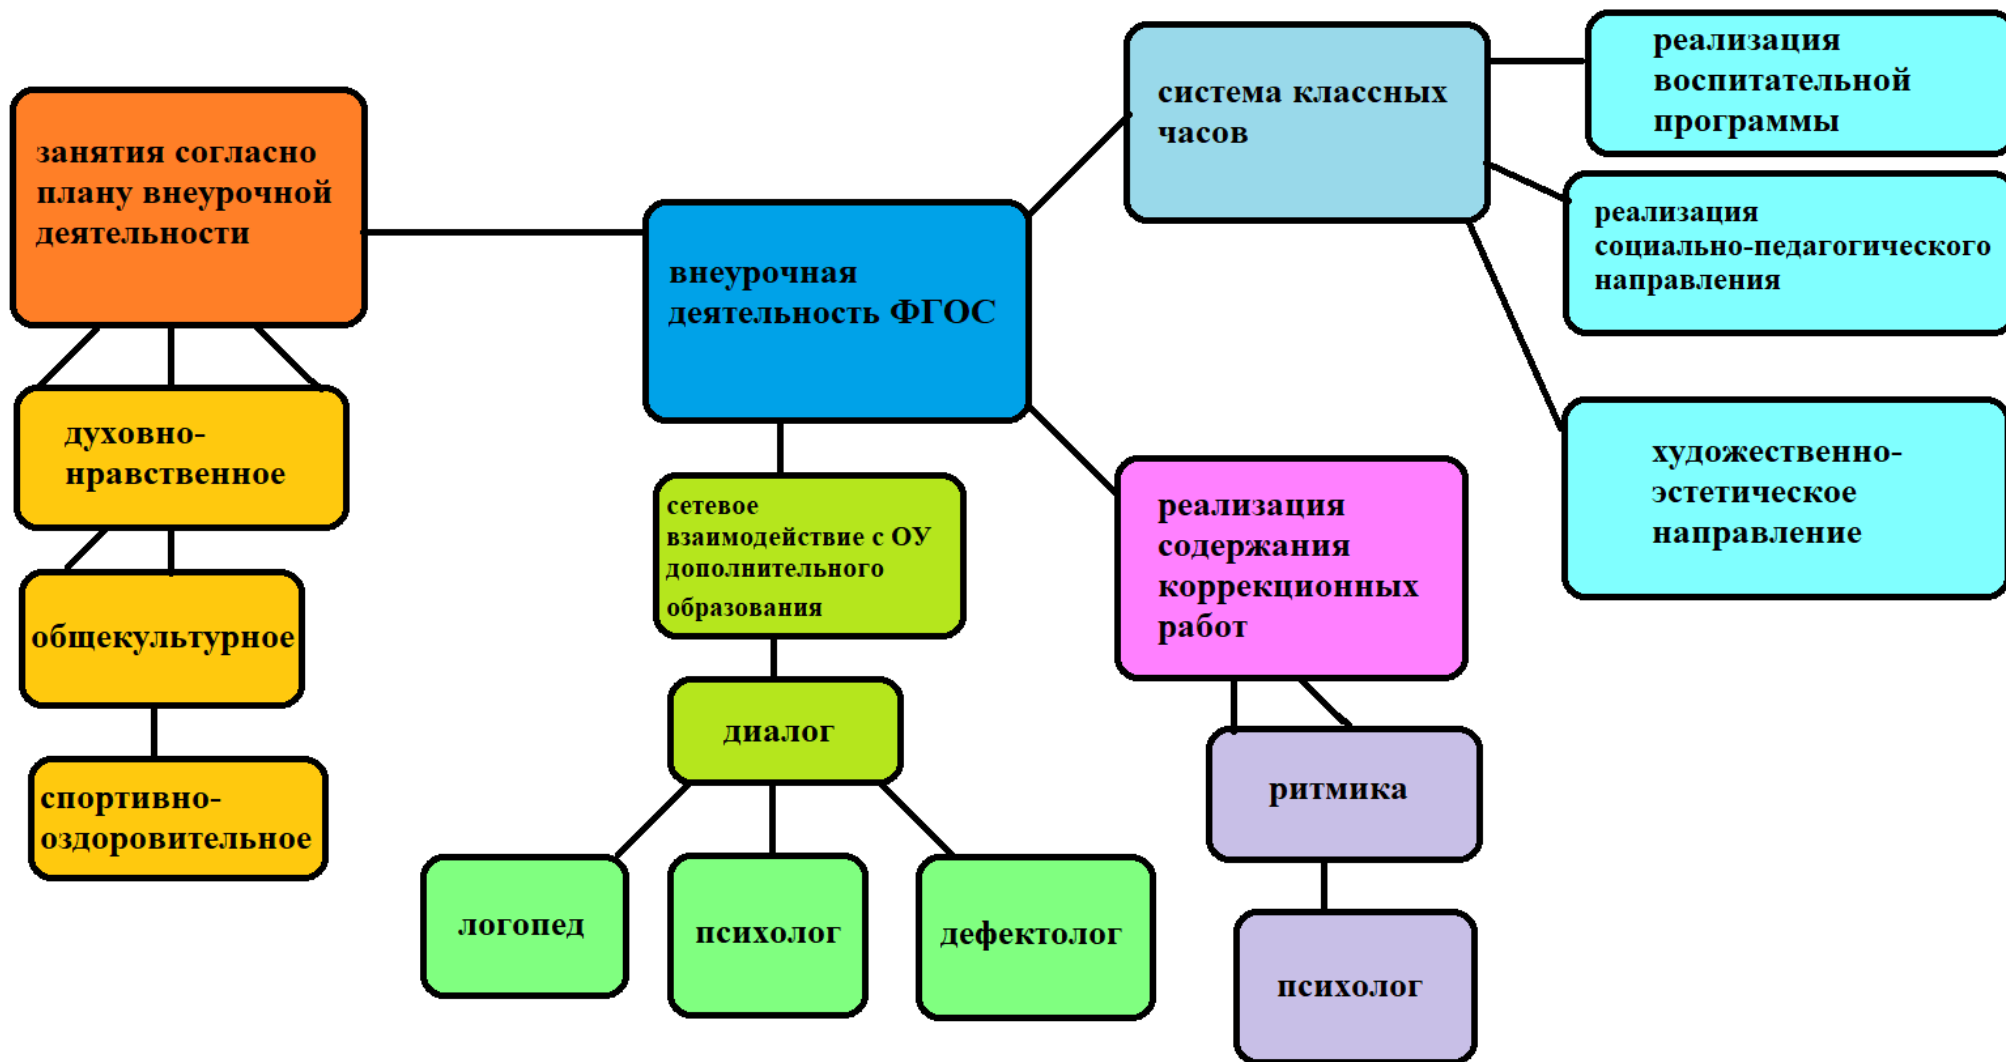 занятия согласно
плану внеурочной
деятельности
духовно-
нравственное
общекультурное
спортивно-
оздоровительное
внеурочная
деятельность ФГОС
сетевое
взаимодействие с ОУ
дополнительного
образования
диалог
логопед
психолог
дефектолог
система классных
часов
реализация
воспитательной
программы
реализация
социально-педагогического
направления
художественно-
эстетическое
направление
реализация
содержания
коррекционных
работ
ритмика
психолог